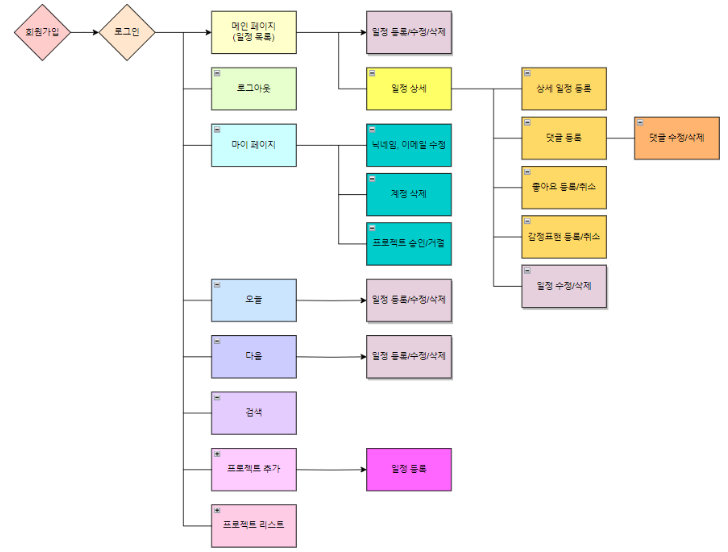 회원가입
로그인
메인 페이지
(일정 목록)
일정 등록/수정/삭제
로그아웃
일정 상세
상세 일정 등록
댓글 등록
댓글 수정/삭제
좋아요 등록/취소
감정표현 등록/취소
일정 수정/삭제
마이 페이지
닉네임, 이메일 수정
계정 삭제
프로젝트 승인/거절
오늘
일정 등록/수정/삭제
다음
일정 등록/수정/삭제
검색
프로젝트 추가
일정 등록
프로젝트 리스트